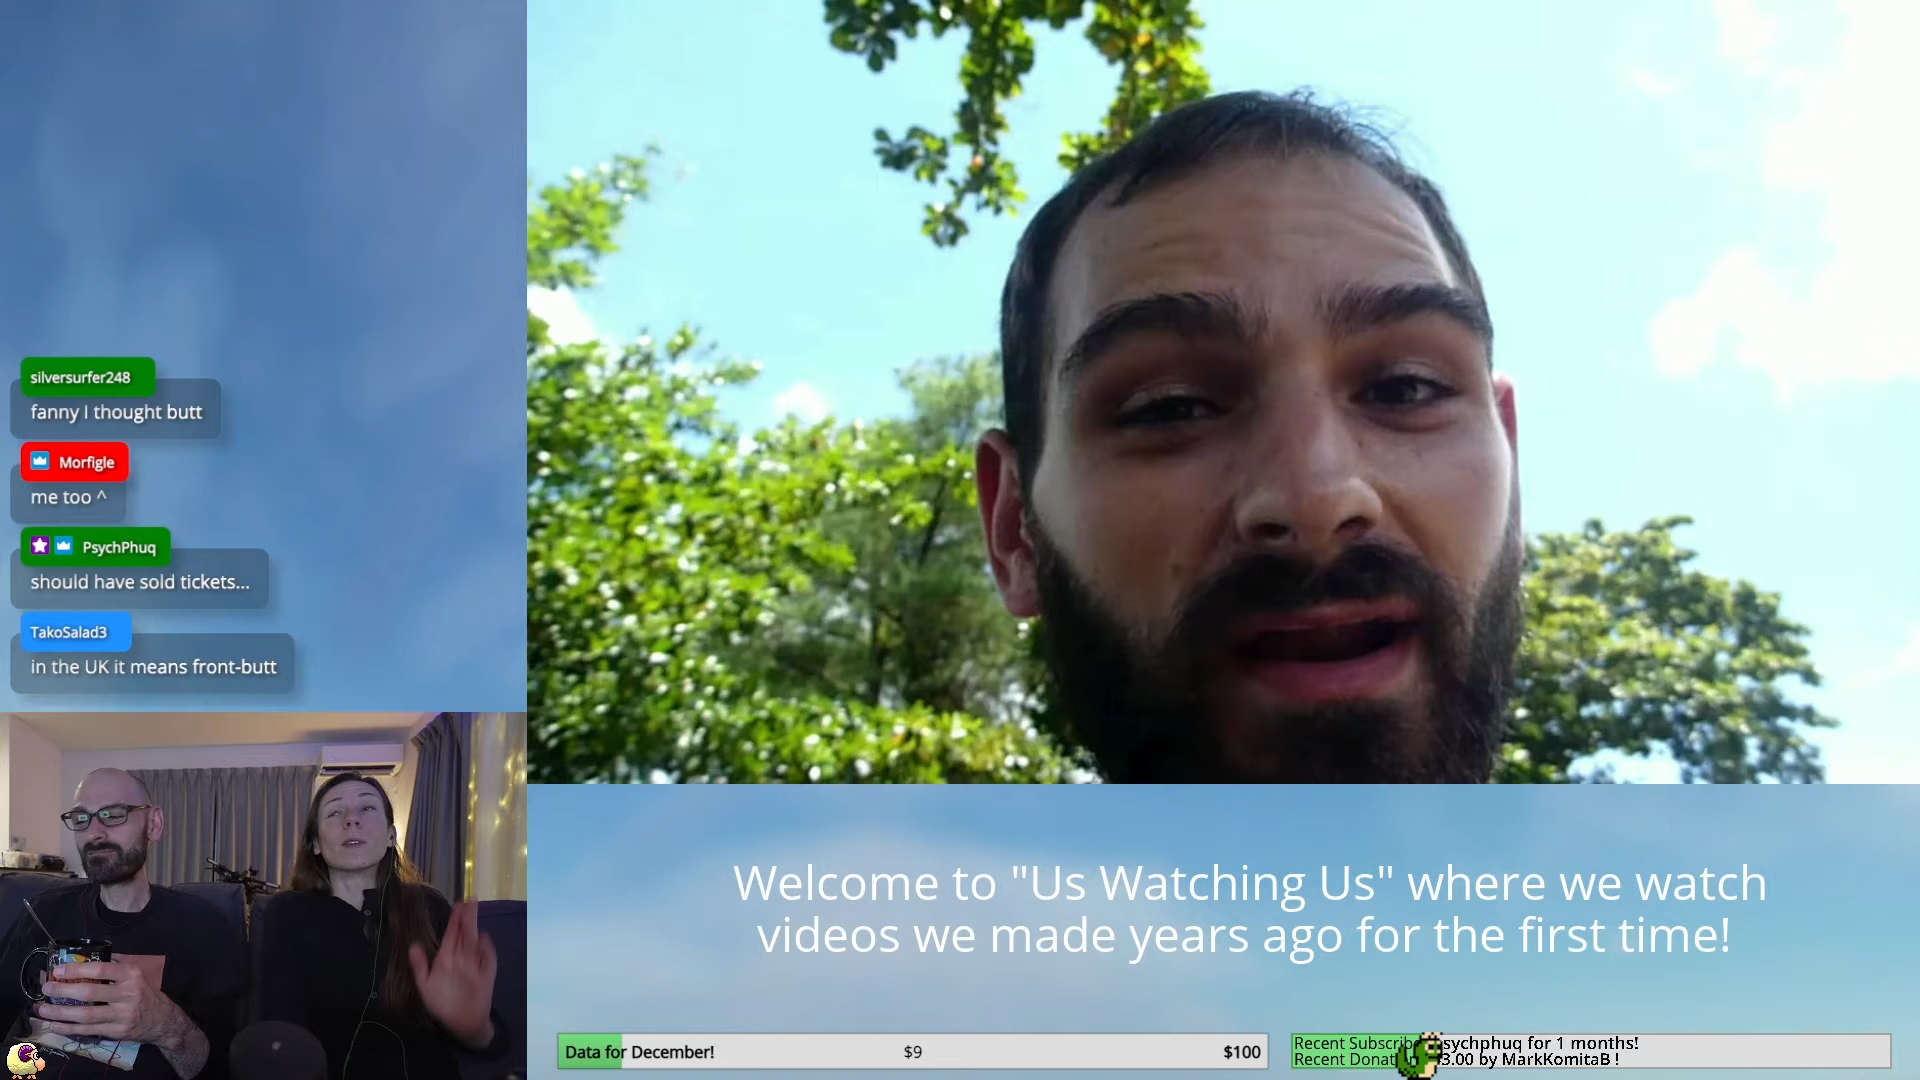 silversurfer248
fanny I thought butt
Morfigle
me too ^
PsychPhuq
should have sold tickets...
TakoSalad3
in the UK it means front-butt
Welcome to "Us Watching Us" where we watch
videos we made years ago for the first time!
Data for December! $9 $100
Recent Subscribe sychphuq for 1 months!
Recent Donat 3.00 by MarkKomitaB !